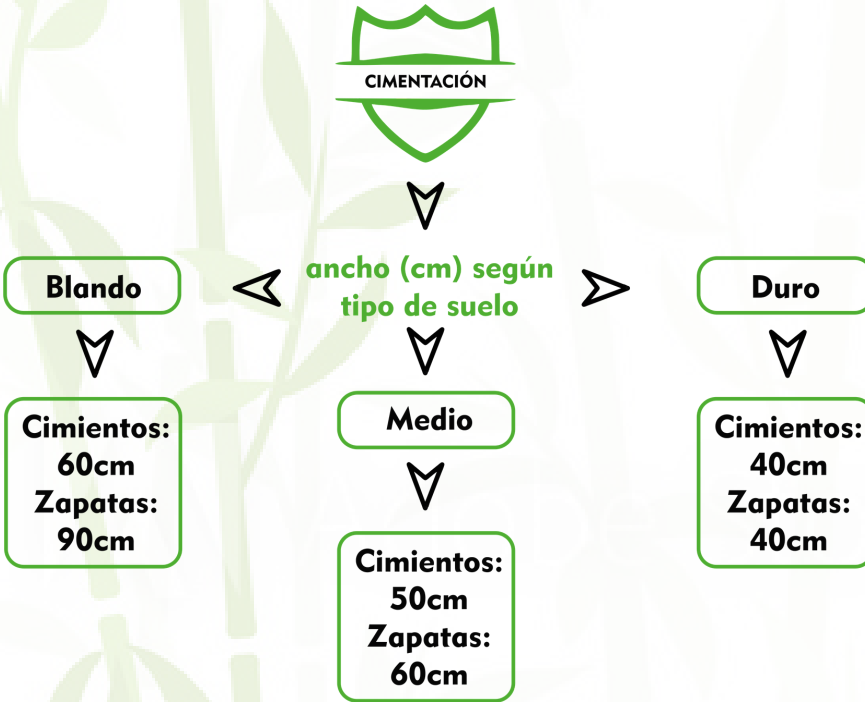 CIMENTACIÓN
ancho (cm) según
tipo de suelo
Blando
Cimientos:
60cm
Zapatas:
90cm
Medio
Cimientos:
50cm
Zapatas:
60cm
Duro
Cimientos:
40cm
Zapatas:
40cm